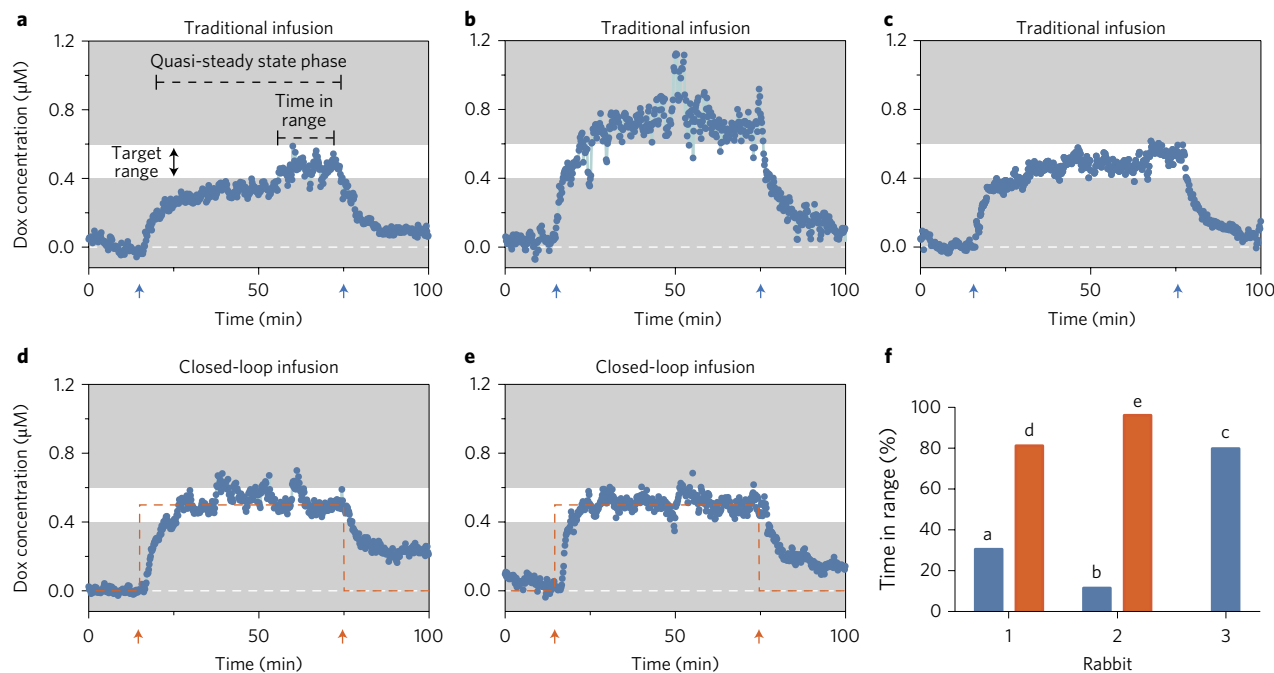 a
Traditional infusion
1.2
0.8
0.4
0.0
Dox concentration (μM)
Quasi-steady state phase
Time in
range
Target
range
0
50
100
Time (min)
b
Traditional infusion
1.2
0.8
0.4
0.0
0
50
100
Time (min)
c
Traditional infusion
1.2
0.8
0.4
0.0
0
50
100
Time (min)
d
Closed-loop infusion
1.2
0.8
0.4
0.0
Dox concentration (μM)
0
50
100
Time (min)
e
Closed-loop infusion
1.2
0.8
0.4
0.0
0
50
100
Time (min)
f
100
80
60
40
20
0
Time in range (%)
a
d
b
e
c
1
2
3
Rabbit